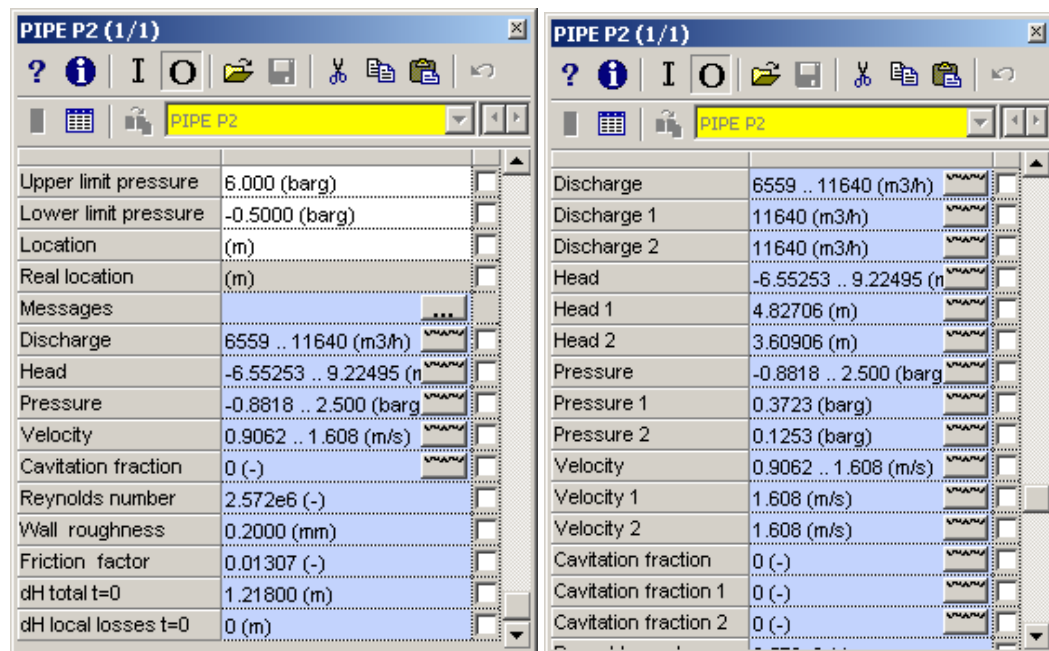 PIPE P2 (1/1)
? i I O
PIPE P2
Upper limit pressure 6.000 (barg)
Lower limit pressure -0.5000 (barg)
Location (m)
Real location (m)
Messages ...
Discharge 6559 .. 11640 (m3/h)
Head -6.55253 .. 9.22495 (
Pressure -0.8818 .. 2.500 (barg
Velocity 0.9062 .. 1.608 (m/s)
Cavitation fraction 0 (-)
Reynolds number 2.572e6 (-)
Wall roughness 0.2000 (mm)
Friction factor 0.01307 (-)
dH total t=0 1.21800 (m)
dH local losses t=0 0 (m)
PIPE P2 (1/1)
? i I O
PIPE P2
Discharge 6559 .. 11640 (m3/h)
Discharge 1 11640 (m3/h)
Discharge 2 11640 (m3/h)
Head -6.55253 .. 9.22495 (
Head 1 4.82706 (m)
Head 2 3.60906 (m)
Pressure -0.8818 .. 2.500 (barg
Pressure 1 0.3723 (barg)
Pressure 2 0.1253 (barg)
Velocity 0.9062 .. 1.608 (m/s)
Velocity 1 1.608 (m/s)
Velocity 2 1.608 (m/s)
Cavitation fraction 0 (-)
Cavitation fraction 1 0 (-)
Cavitation fraction 2 0 (-)